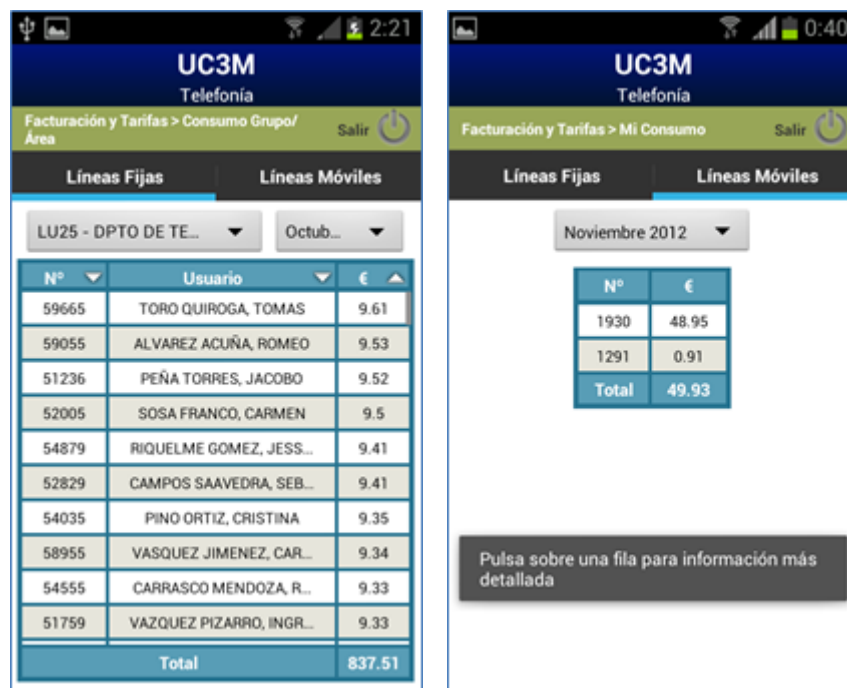 2:21
UC3M
Telefonía
Facturación y Tarifas > Consumo Grupo/
Área
Salir
Líneas Fijas Líneas Móviles
LU25 - DPTO DE TE... Octub...
Nº Usuario €
59665 TORO QUIROGA, TOMAS 9.61
59055 ALVAREZ ACUÑA, ROMEO 9.53
51236 PEÑA TORRES, JACOBO 9.52
52005 SOSA FRANCO, CARMEN 9.5
54879 RIQUELME GOMEZ, JESS... 9.41
52829 CAMPOS SAAVEDRA, SEB... 9.41
54035 PINO ORTIZ, CRISTINA 9.35
58955 VASQUEZ JIMENEZ, CAR... 9.34
54555 CARRASCO MENDOZA, R... 9.33
51759 VAZQUEZ PIZARRO, INGR... 9.33
Total 837.51
0:40
UC3M
Telefonía
Facturación y Tarifas > Mi Consumo Salir
Líneas Fijas Líneas Móviles
Noviembre 2012
Nº €
1930 48.95
1291 0.91
Total 49.93
Pulsa sobre una fila para información más
detallada